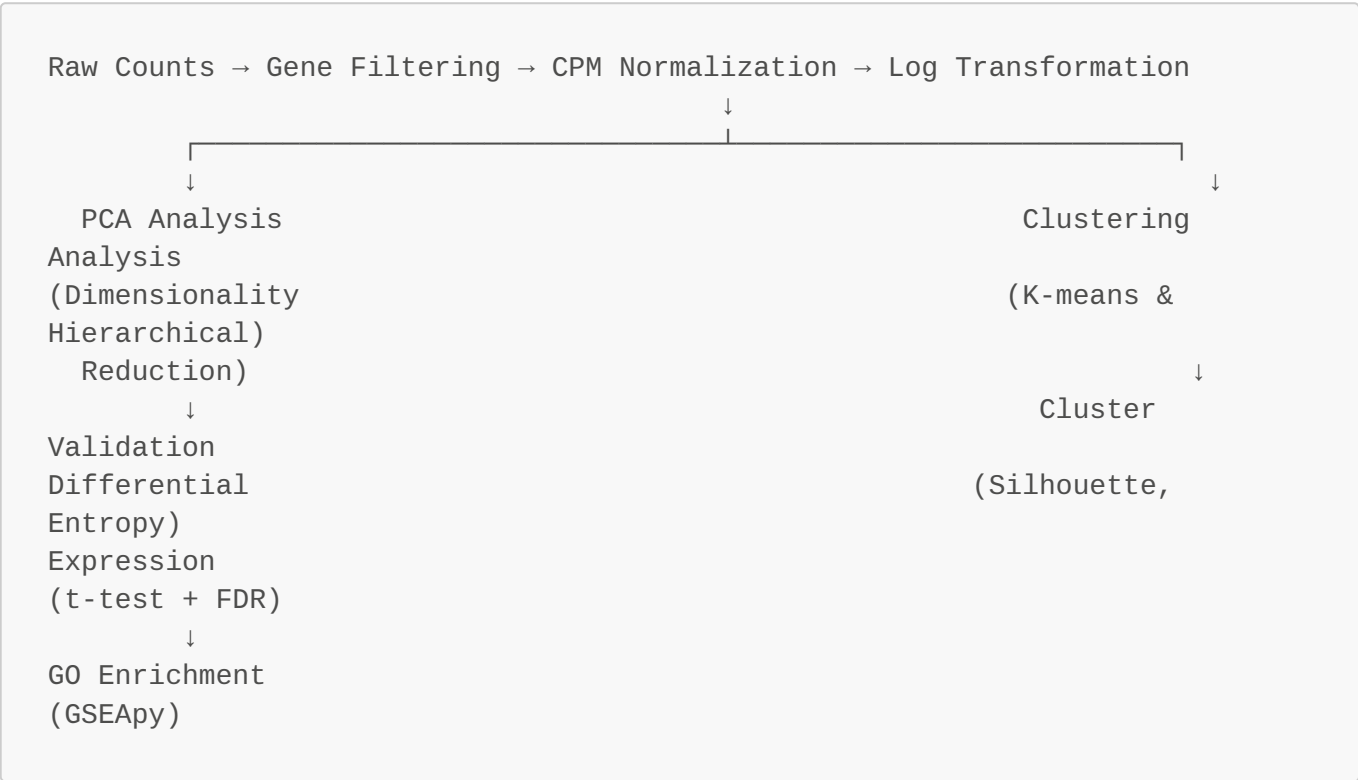 Raw Counts → Gene Filtering → CPM Normalization → Log Transformation
↓
┌─────────────────────────────────┴─────────────────────────────┐
↓ ↓
PCA Analysis Clustering
Analysis
(Dimensionality (K-means &
Hierarchical)
Reduction) ↓
↓ Cluster
Validation
Differential (Silhouette,
Entropy)
Expression
(t-test + FDR)
↓
GO Enrichment
(GSEApy)